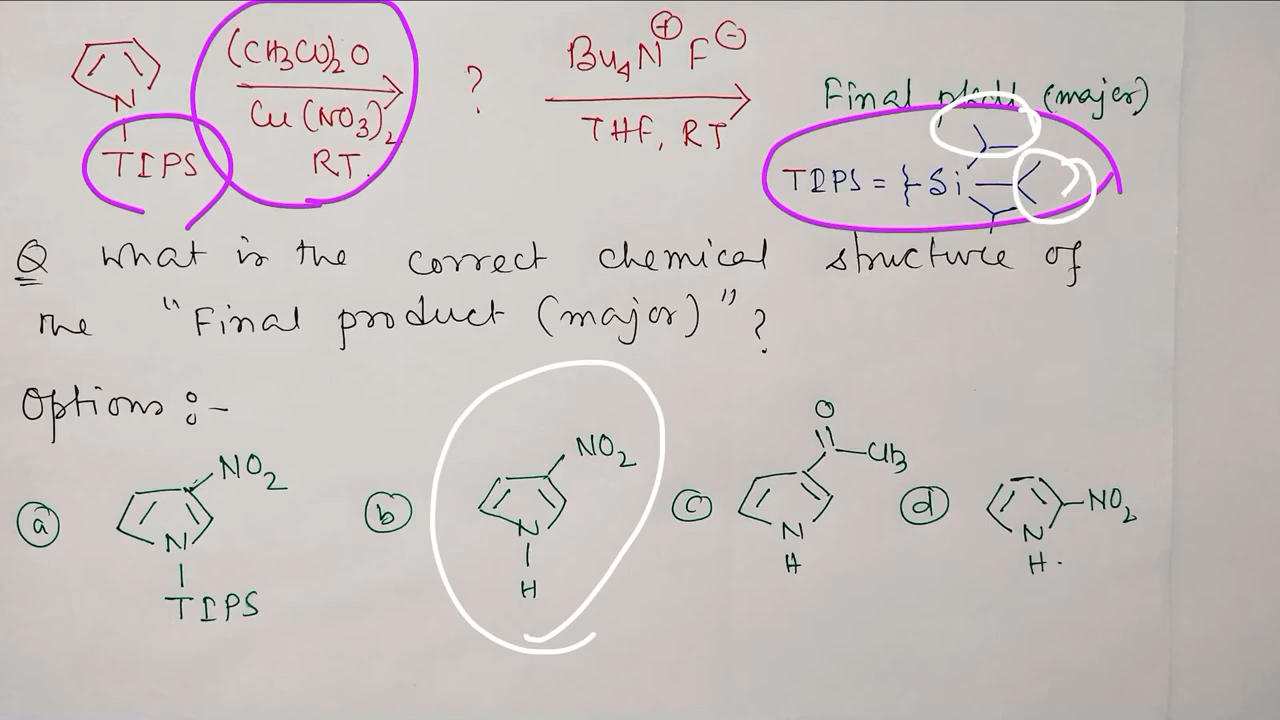 (CH3CO)2O
Cu(NO3)2
RT.
N
TIPS
?
Bu4N⊕ F⊖
THF, RT
Final (major)
TIPS = }-Si
Q What is the correct chemical structure of
the "Final product (major)"?
Options :-
a NO2
N
TIPS
b NO2
N
H
c O
CH3
N
H
d NO2
N
H.